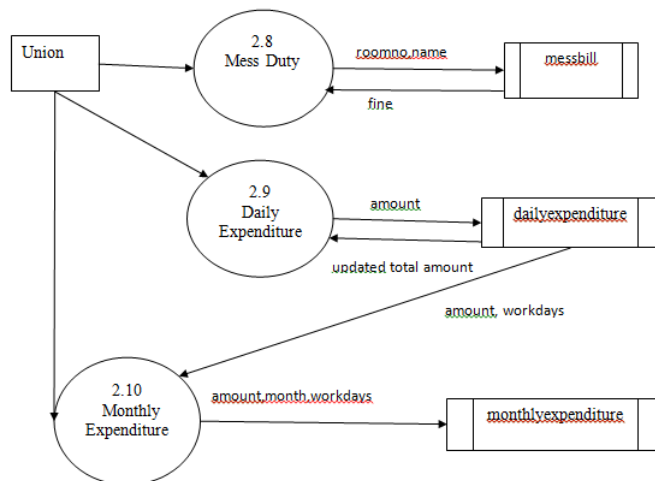 2.8
Mess Duty
Union
roomno,name
messbill
fine
2.9
Daily
Expenditure
amount
dailyexpenditure
updated total amount
amount, workdays
2.10
Monthly
Expenditure
amount,month,workdays
monthlyexpenditure